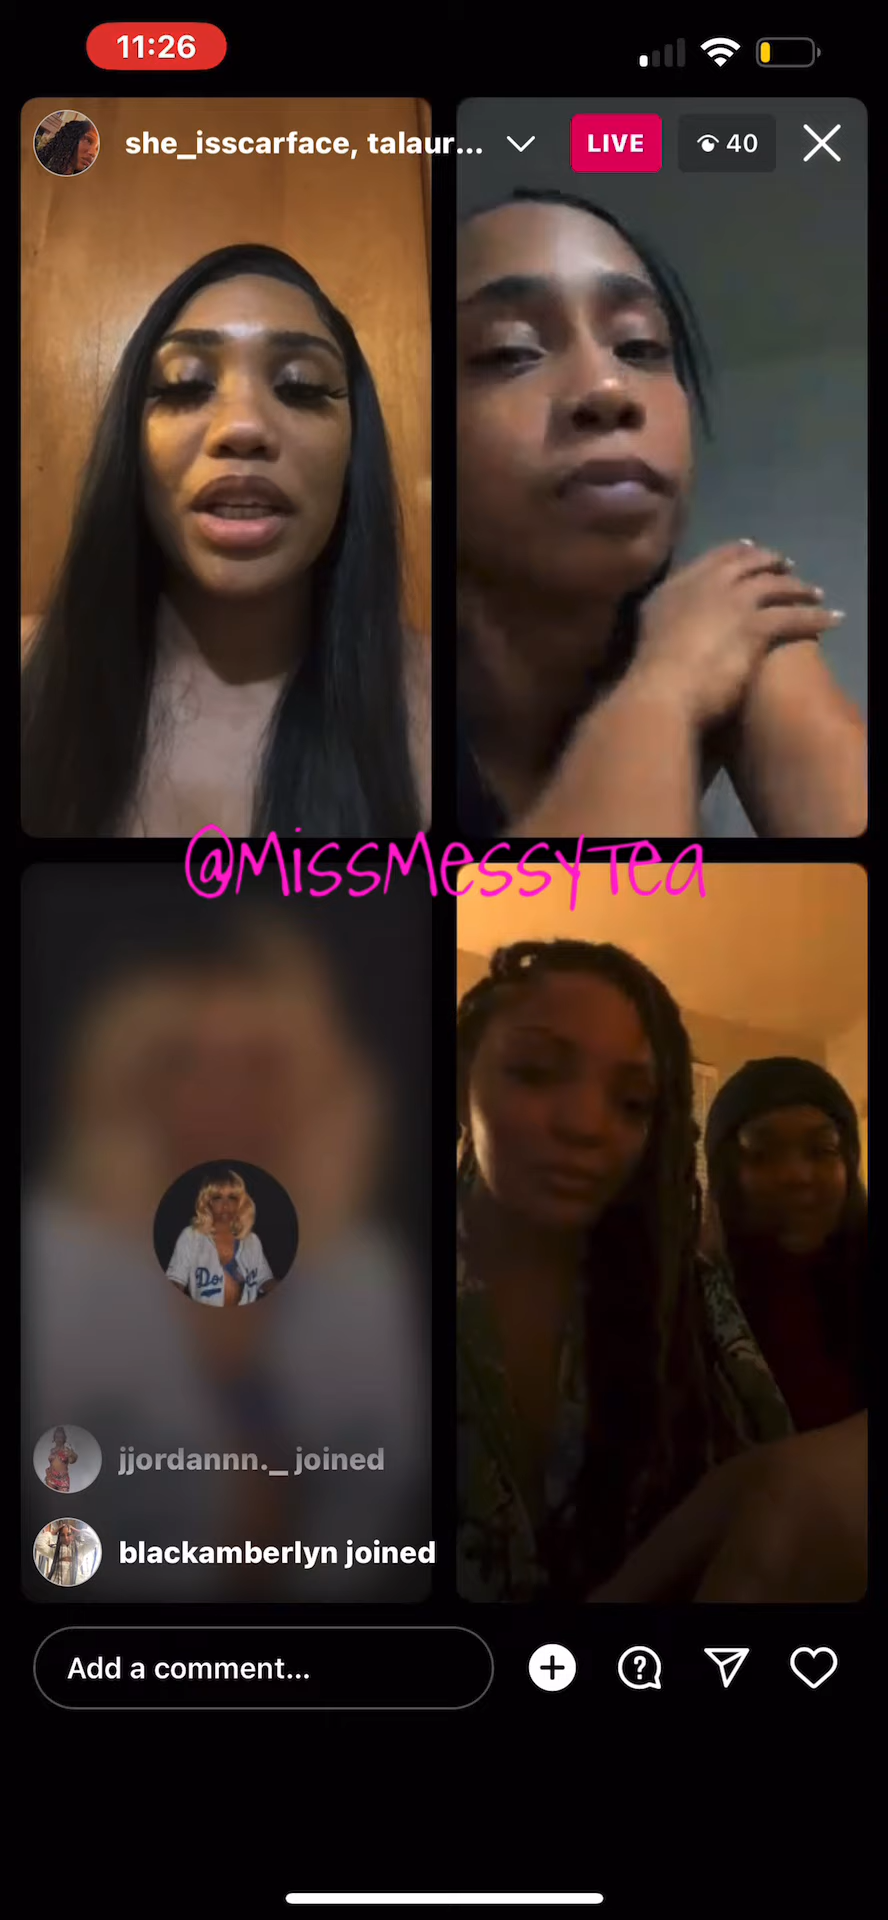 11:26
she_isscarface, talaur...
LIVE
40
@MissMessyTea
jjordannn._ joined
blackamberlyn joined
Add a comment...